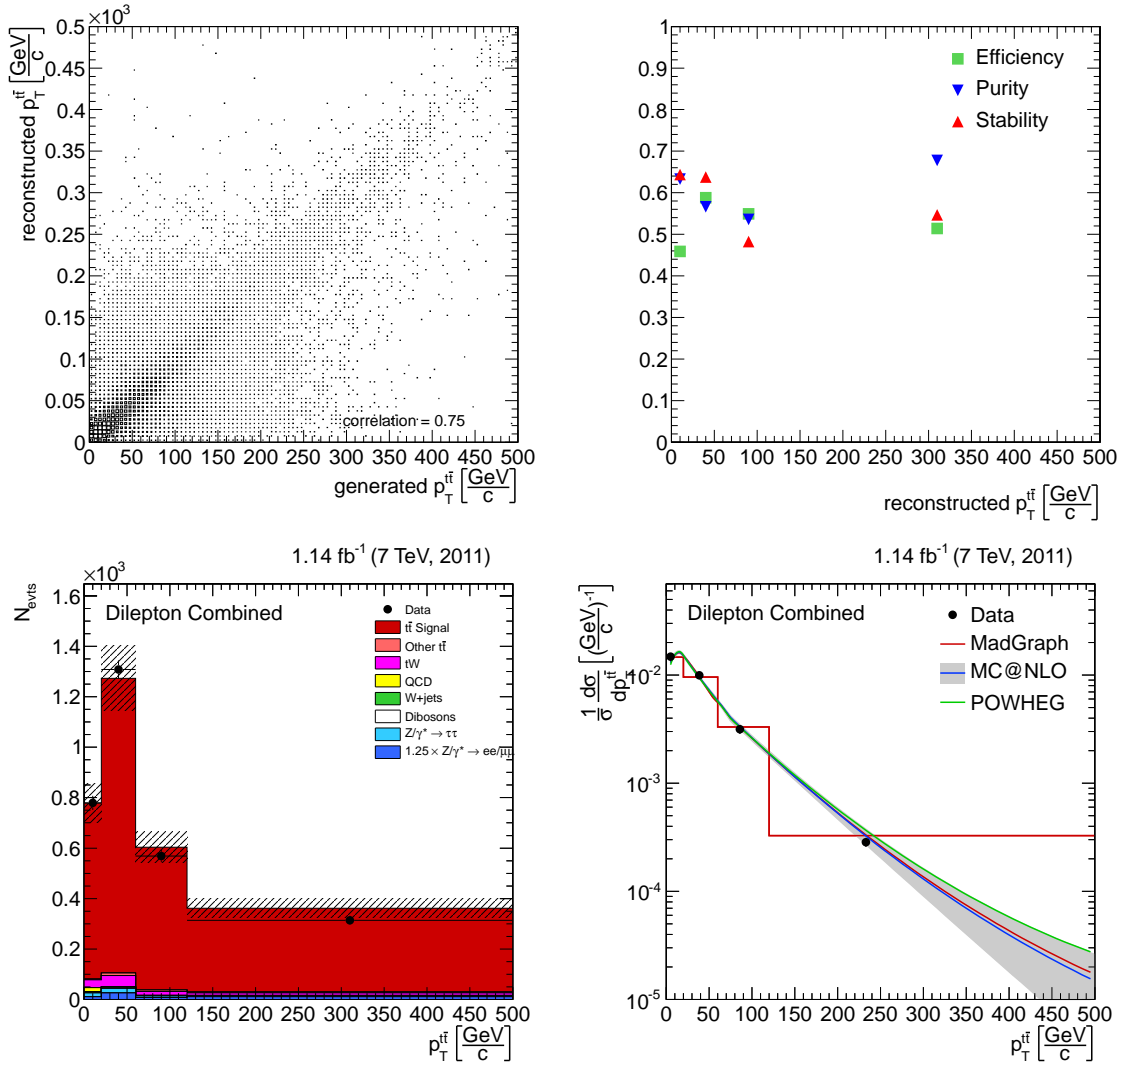 ×10³
reconstructed p_T^{tt̄} [GeV/c]
0.5
0.45
0.4
0.35
0.3
0.25
0.2
0.15
0.1
0.05
0
correlation = 0.75
0 50 100 150 200 250 300 350 400 450 500
generated p_T^{tt̄} [GeV/c]
1
0.9
0.8
0.7
0.6
0.5
0.4
0.3
0.2
0.1
0
Efficiency
Purity
Stability
0 50 100 150 200 250 300 350 400 450 500
reconstructed p_T^{tt̄} [GeV/c]
1.14 fb⁻¹ (7 TeV, 2011)
×10³
N_evts
1.6
1.4
1.2
1
0.8
0.6
0.4
0.2
0
Dilepton Combined
Data
tt̄ Signal
Other tt̄
tW
QCD
W+jets
Dibosons
Z/γ* → ττ
1.25 × Z/γ* → ee/μμ
0 50 100 150 200 250 300 350 400 450 500
p_T^{tt̄} [GeV/c]
1.14 fb⁻¹ (7 TeV, 2011)
1/σ dσ/dp_T^{tt̄} [(GeV/c)⁻¹]
10⁻²
10⁻³
10⁻⁴
10⁻⁵
Dilepton Combined
Data
MadGraph
MC@NLO
POWHEG
0 50 100 150 200 250 300 350 400 450 500
p_T^{tt̄} [GeV/c]